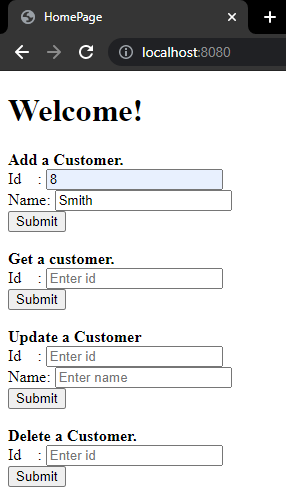 HomePage
localhost:8080
Welcome!
Add a Customer.
Id : 8
Name: Smith
Submit
Get a customer.
Id : Enter id
Submit
Update a Customer
Id : Enter id
Name: Enter name
Submit
Delete a Customer.
Id : Enter id
Submit